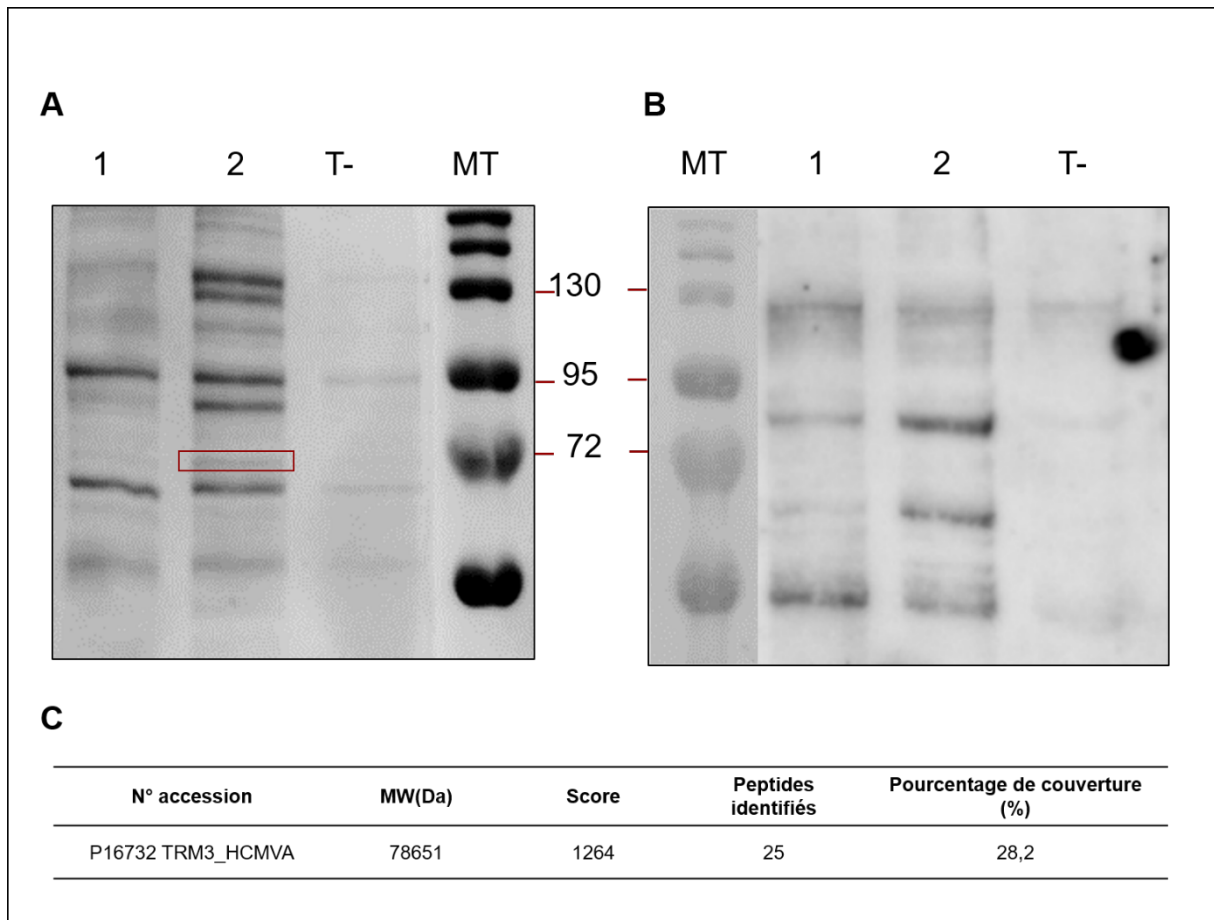 A
B
1 2 T- MT
MT 1 2 T-
130
95
72
C
N° accession MW(Da) Score Peptides identifiés Pourcentage de couverture (%)
P16732 TRM3_HCMVA 78651 1264 25 28,2